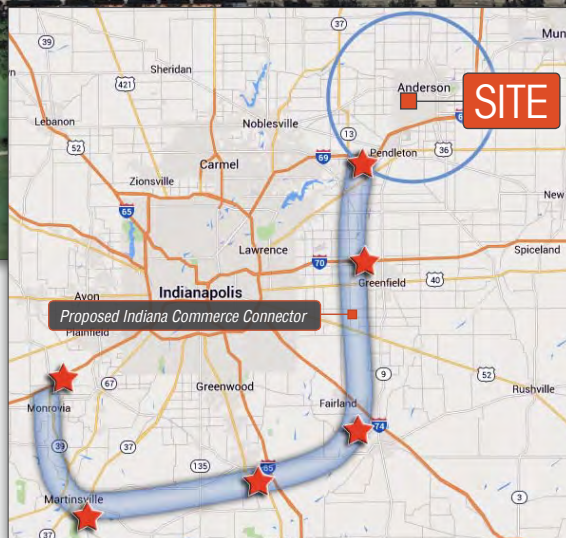 39
Sheridan
421
37
Mun
Anderson
SITE
Lebanon
52
Noblesville
13
36
Carmel
69
Pendleton
Zionsville
65
New
Lawrence
70
Spiceland
Greenfield
40
Indianapolis
Avon
Proposed Indiana Commerce Connector
Plainfield
67
9
52
Greenwood
Rushville
Monrovia
Fairland
74
39
37
135
65
Martinsville
3
37